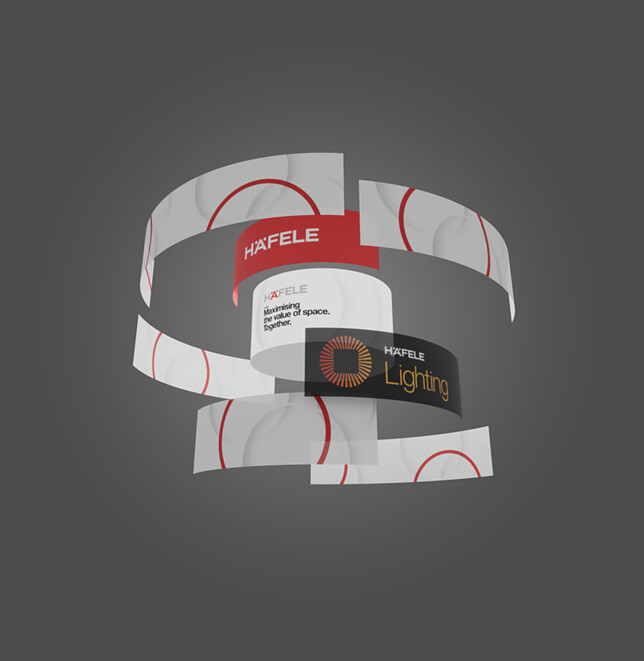 HÄFELE
HÄFELE
Maximising
the value of space.
Together.
HÄFELE
Lighting